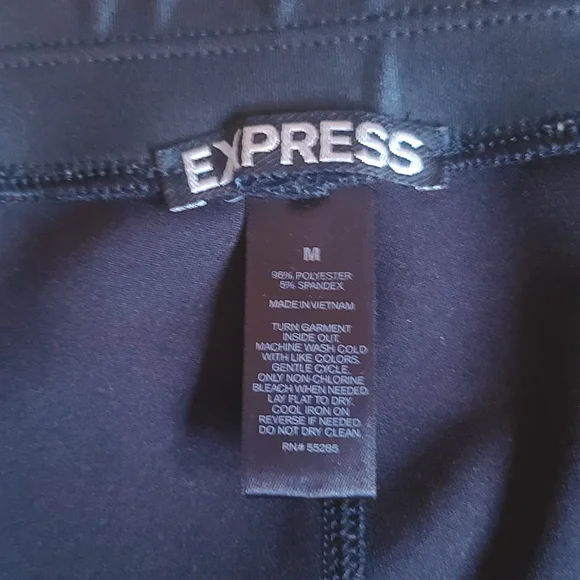 EXPRESS
M
95% POLYESTER
5% SPANDEX
MADE IN VIETNAM
TURN GARMENT
INSIDE OUT.
MACHINE WASH COLD
WITH LIKE COLORS.
GENTLE CYCLE.
ONLY NON-CHLORINE
BLEACH WHEN NEEDED.
LAY FLAT TO DRY.
COOL IRON ON
REVERSE IF NEEDED.
DO NOT DRY CLEAN.
RN# 55285